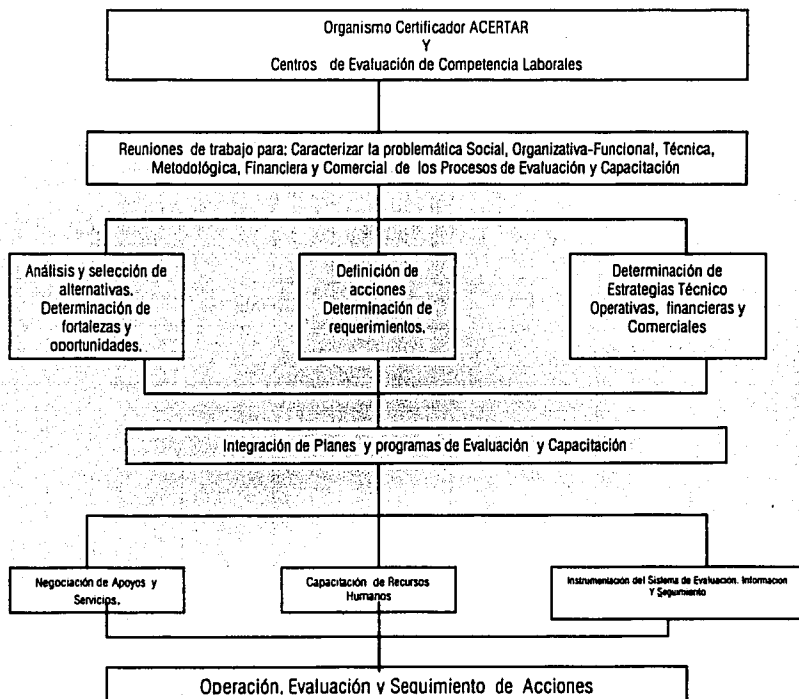 Organismo Certificador ACERTAR
Y
Centros de Evaluación de Competencia Laborales
Reuniones de trabajo para: Caracterizar la problemática Social, Organizativa-Funcional, Técnica,
Metodológica, Financiera y Comercial de los Procesos de Evaluación y Capacitación
Análisis y selección de
alternativas.
Determinación de
fortalezas y
oportunidades.
Definición de
acciones
Determinación de
requerimientos.
Determinación de
Estrategias Técnico
Operativas, financieras y
Comerciales
Integración de Planes y programas de Evaluación y Capacitación
Negociación de Apoyos y
Servicios.
Capacitación de Recursos
Humanos
Instrumentación del Sistema de Evaluación. Informacion
Y Seguimiento
Operación, Evaluación y Seguimiento de Acciones